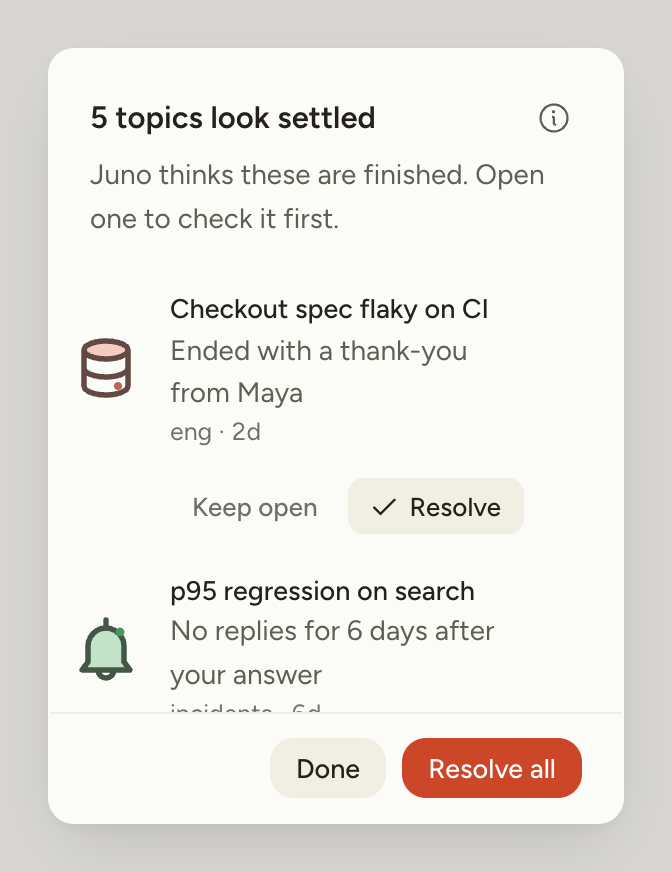 5 topics look settled
Juno thinks these are finished. Open
one to check it first.
Checkout spec flaky on CI
Ended with a thank-you
from Maya
eng · 2d
Keep open
Resolve
p95 regression on search
No replies for 6 days after
your answer
incidents · 6d
Done
Resolve all